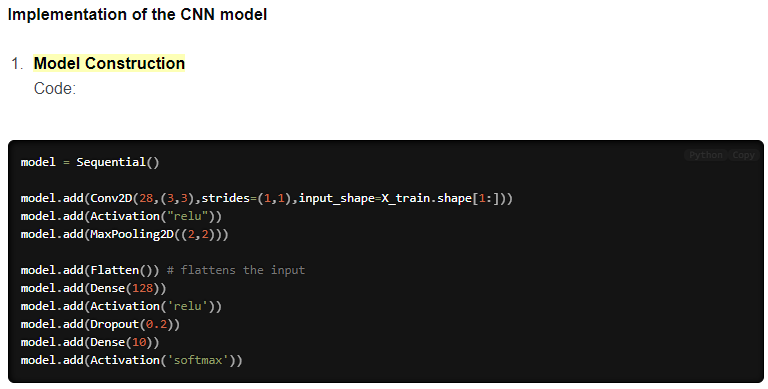 Implementation of the CNN model
1. Model Construction
Code:
Python Copy
model = Sequential()
model.add(Conv2D(28,(3,3),strides=(1,1),input_shape=X_train.shape[1:]))
model.add(Activation("relu"))
model.add(MaxPooling2D((2,2)))
model.add(Flatten()) # flattens the input
model.add(Dense(128))
model.add(Activation('relu'))
model.add(Dropout(0.2))
model.add(Dense(10))
model.add(Activation('softmax'))